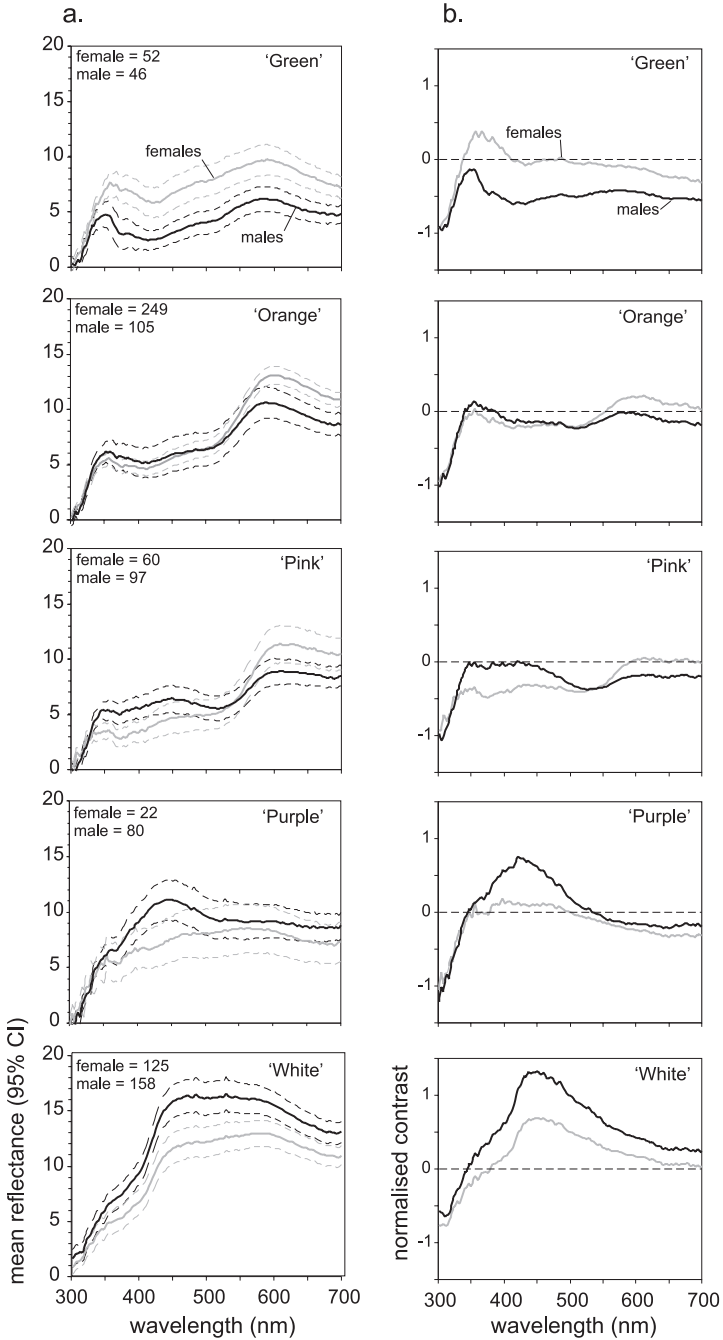 a.
b.
20
15
10
5
0
female = 52
male = 46
‘Green’
females
males
1
0
-1
‘Green’
females
males
20
15
10
5
0
female = 249
male = 105
‘Orange’
1
0
-1
‘Orange’
20
15
10
5
0
female = 60
male = 97
‘Pink’
1
0
-1
‘Pink’
20
15
10
5
0
female = 22
male = 80
‘Purple’
1
0
-1
‘Purple’
mean reflectance (95% CI)
20
15
10
5
0
female = 125
male = 158
‘White’
300 400 500 600 700
wavelength (nm)
normalised contrast
1
0
-1
‘White’
300 400 500 600 700
wavelength (nm)